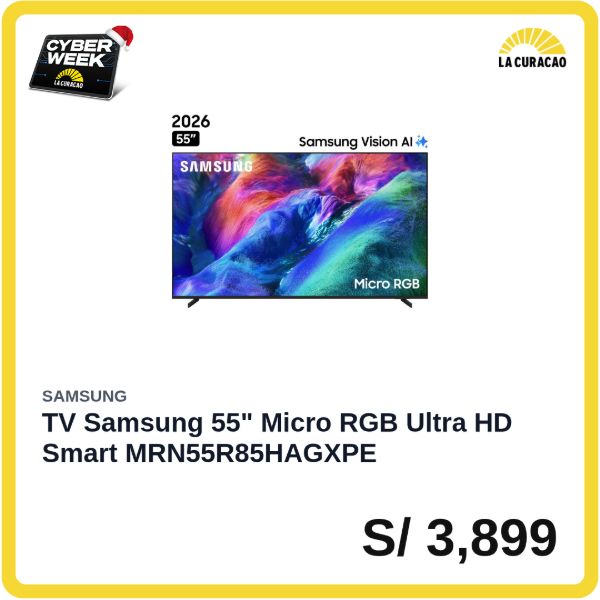 CYBER
WEEK
LA CURACAO
LA CURACAO
2026
55"
Samsung Vision AI
SAMSUNG
Micro RGB
SAMSUNG
TV Samsung 55" Micro RGB Ultra HD
Smart MRN55R85HAGXPE
S/ 3,899